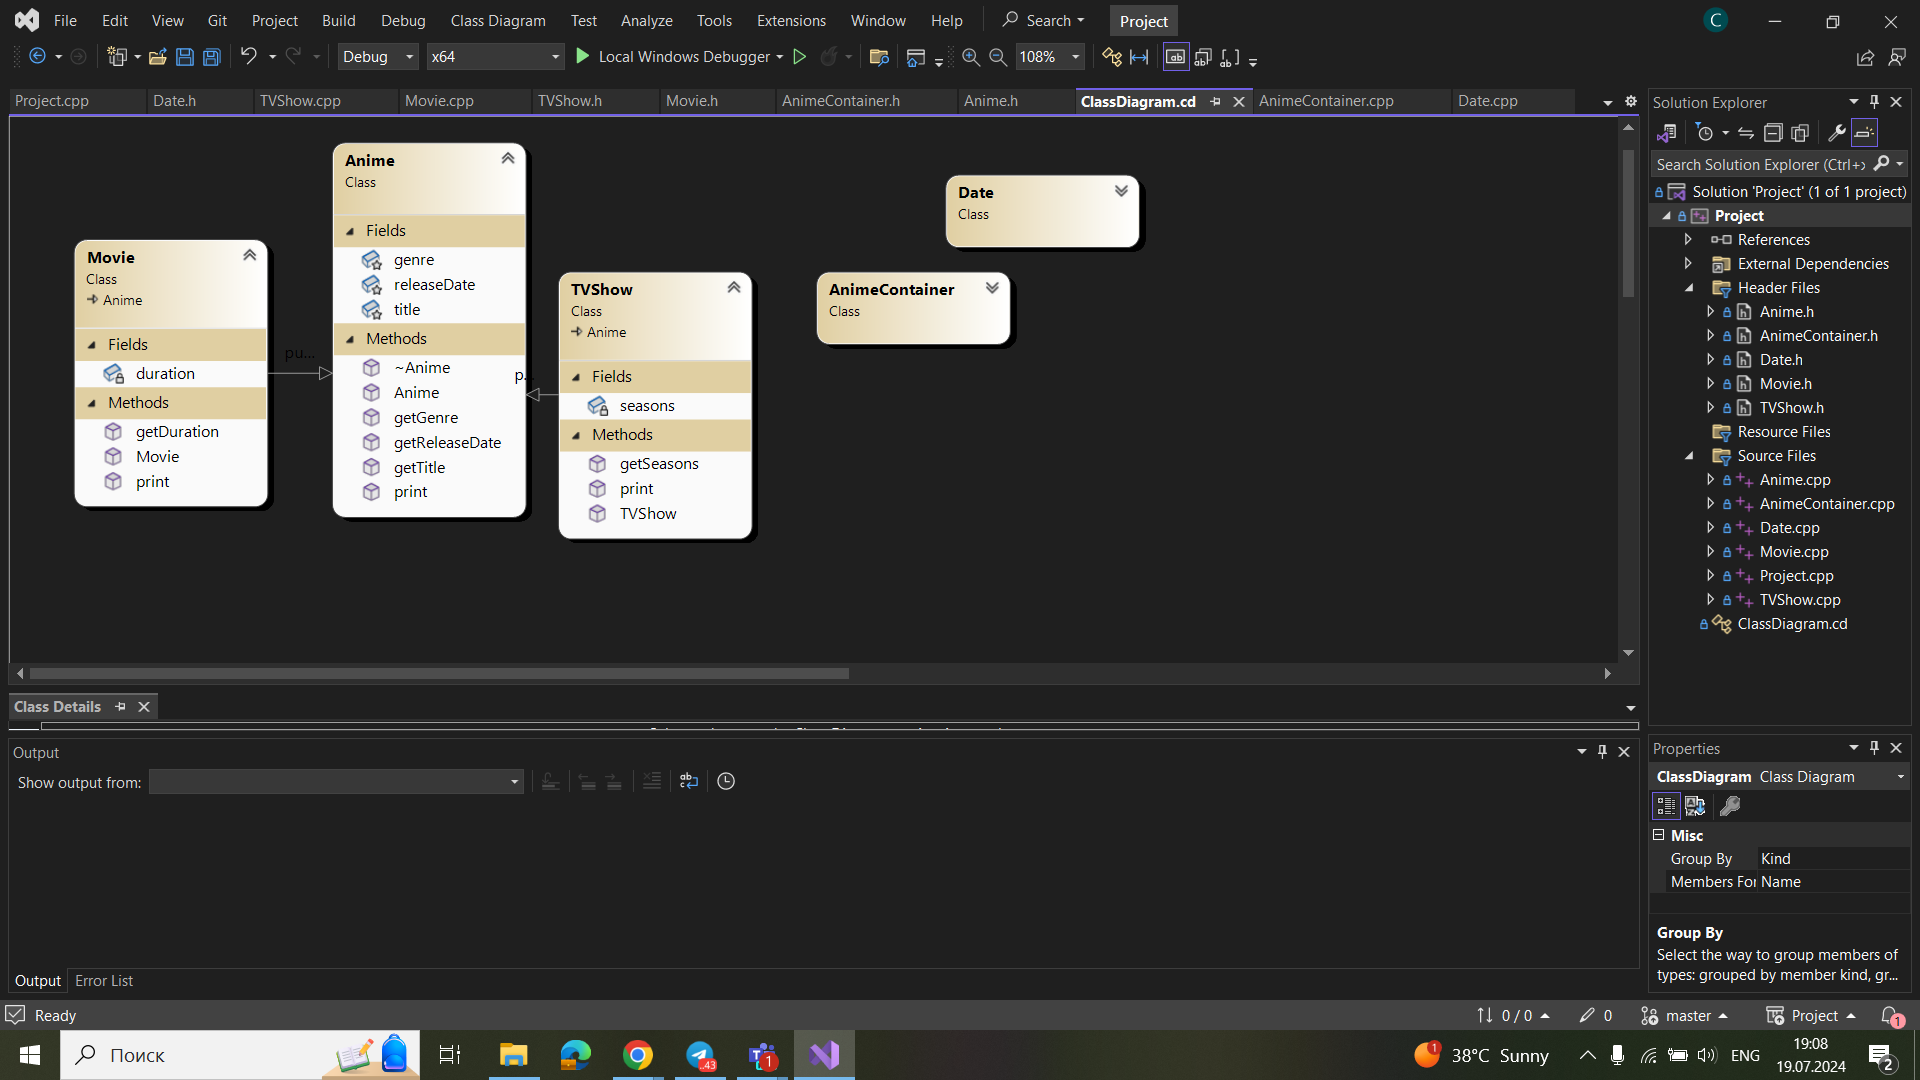 File Edit View Git Project Build Debug Class Diagram Test Analyze Tools Extensions Window Help Search Project C
Debug x64 Local Windows Debugger 108%
Project.cpp Date.h TVShow.cpp Movie.cpp TVShow.h Movie.h AnimeContainer.h Anime.h ClassDiagram.cd AnimeContainer.cpp Date.cpp
Movie
Class
Anime
Fields
duration
Methods
getDuration
Movie
print
pu...
Anime
Class
Fields
genre
releaseDate
title
Methods
~Anime
Anime
getGenre
getReleaseDate
getTitle
print
p...
TVShow
Class
Anime
Fields
seasons
Methods
getSeasons
print
TVShow
AnimeContainer
Class
Date
Class
Solution Explorer
Search Solution Explorer (Ctrl+
Solution 'Project' (1 of 1 project)
Project
References
External Dependencies
Header Files
Anime.h
AnimeContainer.h
Date.h
Movie.h
TVShow.h
Resource Files
Source Files
Anime.cpp
AnimeContainer.cpp
Date.cpp
Movie.cpp
Project.cpp
TVShow.cpp
ClassDiagram.cd
Class Details
Output
Show output from:
Output Error List
Properties
ClassDiagram Class Diagram
Misc
Group By Kind
Members For Name
Group By
Select the way to group members of
types: grouped by member kind, gr...
Ready 0 / 0 0 master Project 1
Поиск 43 1 1 38°C Sunny ENG 19:08
19.07.2024 2